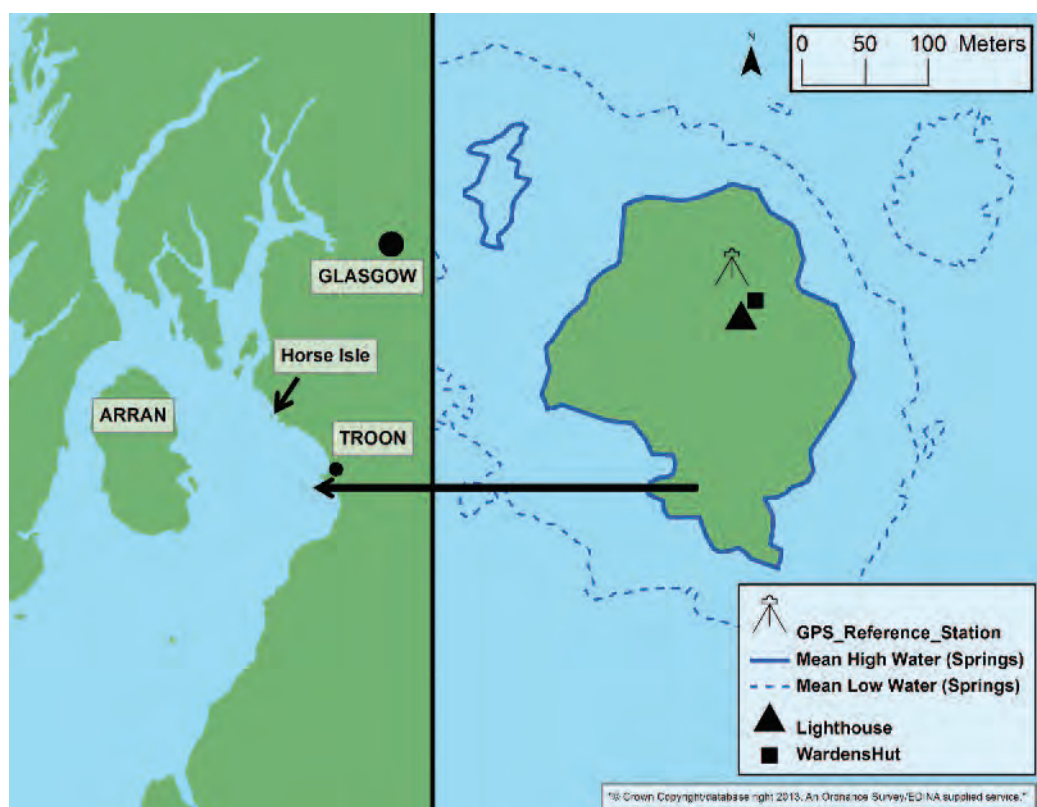 GLASGOW
Horse Isle
ARRAN
TROON
N
0 50 100 Meters
GPS_Reference_Station
Mean High Water (Springs)
Mean Low Water (Springs)
Lighthouse
WardensHut
"© Crown Copyright/database right 2013. An Ordnance Survey/EDINA supplied service."